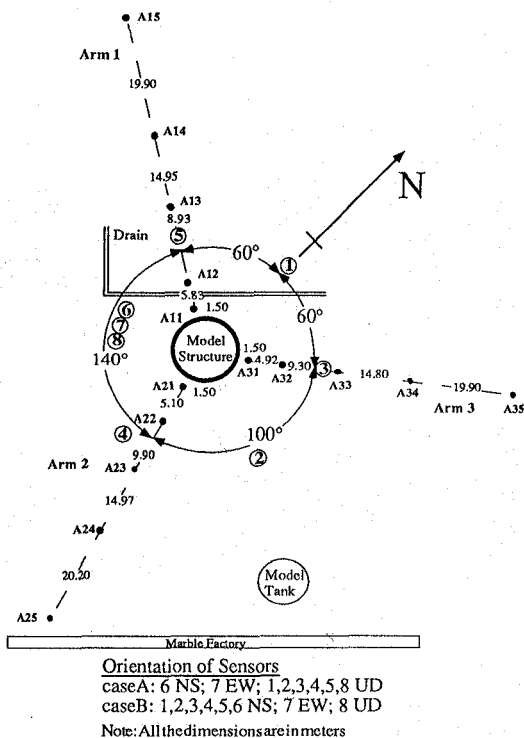 A15
Arm 1
19.90
A14
14.95
A13
8.93
N
Drain
⑤
60°
①
A12
5.83
1.50
60°
A11
⑥
⑦
⑧
Model
Structure
1.50
4.92
A31
A32
9.30
③
A33
14.80
A34
19.90
A35
Arm 3
140°
A21
1.50
5.10
A22
④
100°
②
Arm 2
A23
9.90
14.97
A24
20.20
A25
Model
Tank
Marble Factory
Orientation of Sensors
caseA: 6 NS; 7 EW; 1,2,3,4,5,8 UD
caseB: 1,2,3,4,5,6 NS; 7 EW; 8 UD
Note: All the dimensions are in meters